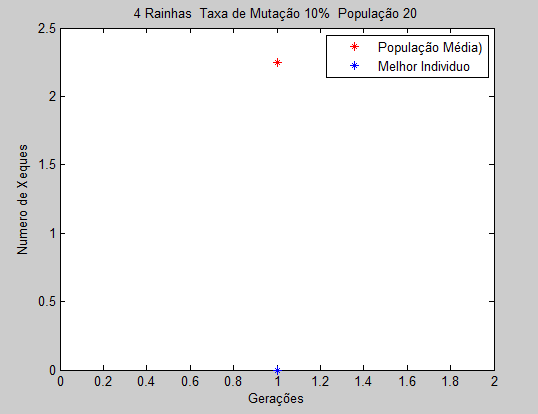 4 Rainhas  Taxa de Mutação 10%  População 20
População Média)
Melhor Individuo
2.5
2
1.5
1
0.5
0
Numero de Xeques
0 0.2 0.4 0.6 0.8 1 1.2 1.4 1.6 1.8 2
Gerações